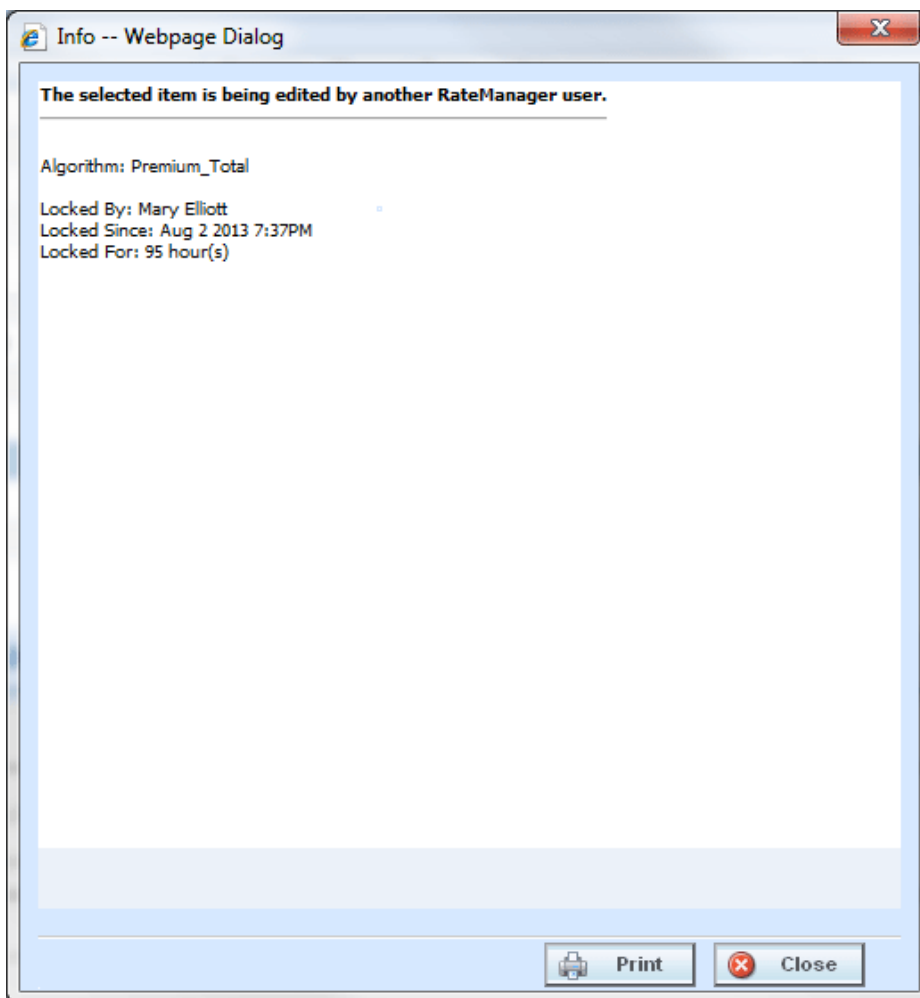 Info -- Webpage Dialog
The selected item is being edited by another RateManager user.
Algorithm: Premium_Total
Locked By: Mary Elliott
Locked Since: Aug 2 2013 7:37PM
Locked For: 95 hour(s)
Print
Close